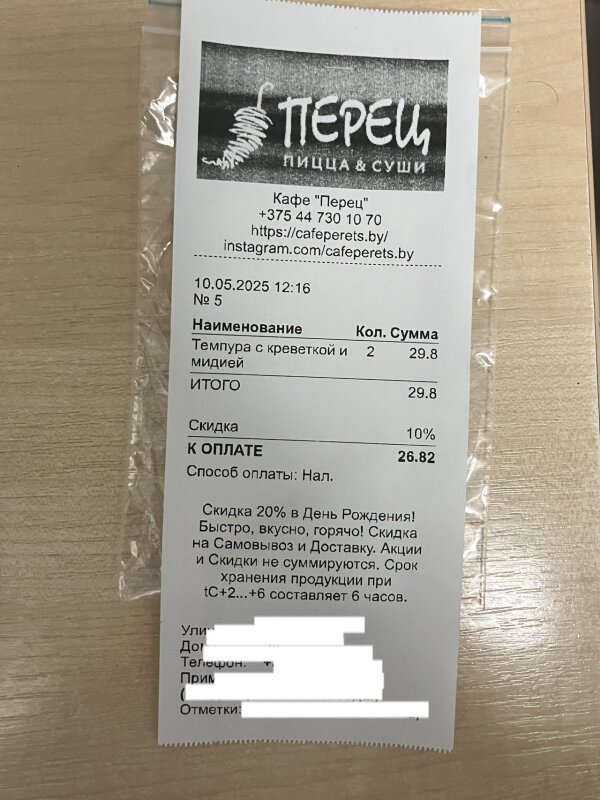 ПЕРЕЦ
ПИЦЦА & СУШИ
Кафе "Перец"
+375 44 730 10 70
https://cafeperets.by/
instagram.com/cafeperets.by
10.05.2025 12:16
№ 5
Наименование Кол. Сумма
Темпура с креветкой и 2 29.8
мидией
ИТОГО 29.8
Скидка 10%
К ОПЛАТЕ 26.82
Способ оплаты: Нал.
Скидка 20% в День Рождения!
Быстро, вкусно, горячо! Скидка
на Самовывоз и Доставку. Акции
и Скидки не суммируются. Срок
хранения продукции при
tC+2...+6 составляет 6 часов.
Телефон:
Отметки: